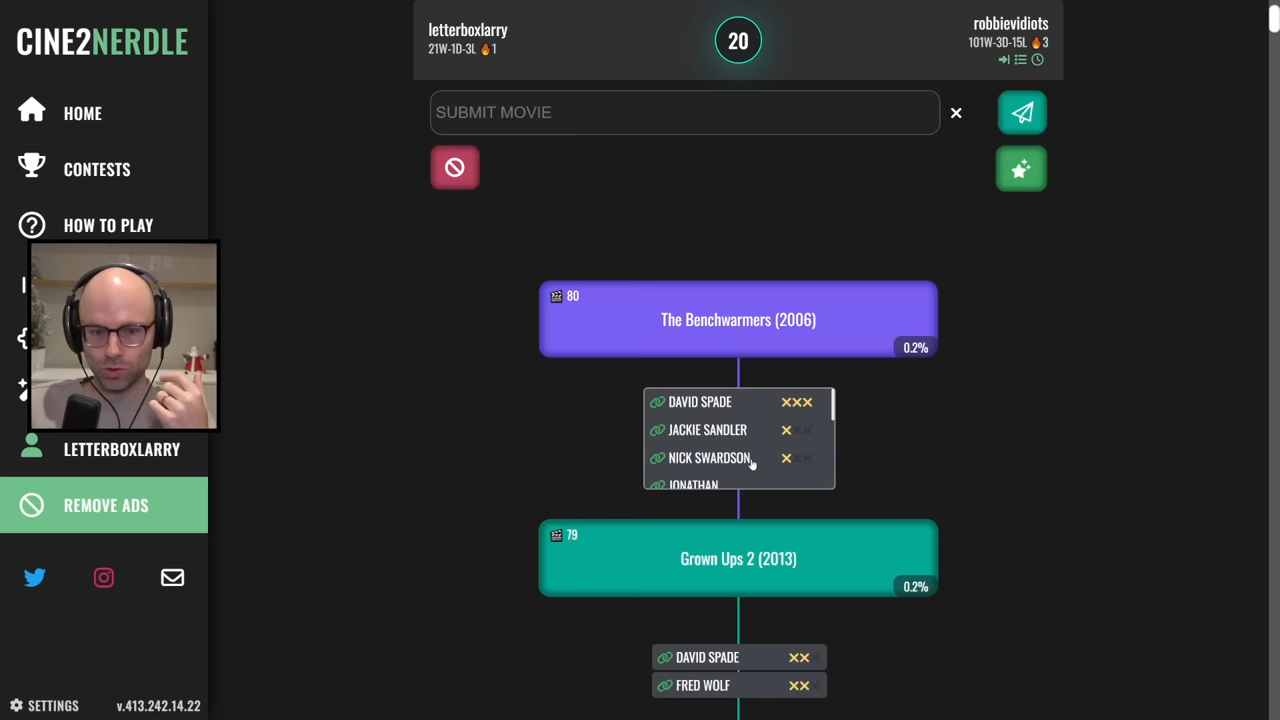 CINE2NERDLE
HOME
CONTESTS
HOW TO PLAY
LETTERBOXLARRY
REMOVE ADS
SETTINGS
v.413.242.14.22
letterboxlarry
21W-1D-3L 🔥1
20
robbievidiots
101W-3D-15L 🔥3
SUBMIT MOVIE
80
The Benchwarmers (2006)
0.2%
DAVID SPADE
JACKIE SANDLER
NICK SWARDSON
JONATHAN
79
Grown Ups 2 (2013)
0.2%
DAVID SPADE
FRED WOLF